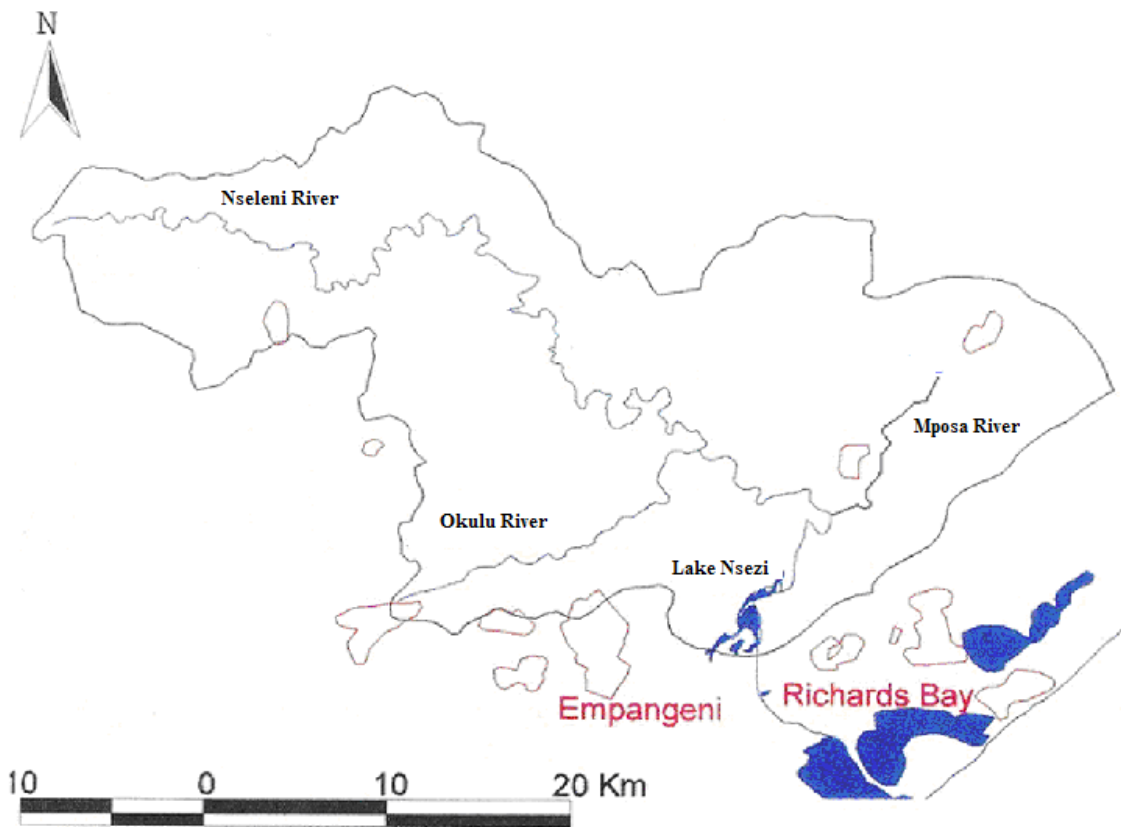 N
Nseleni River
Mposa River
Okulu River
Lake Nsezi
Richards Bay
Empangeni
10 0 10 20 Km